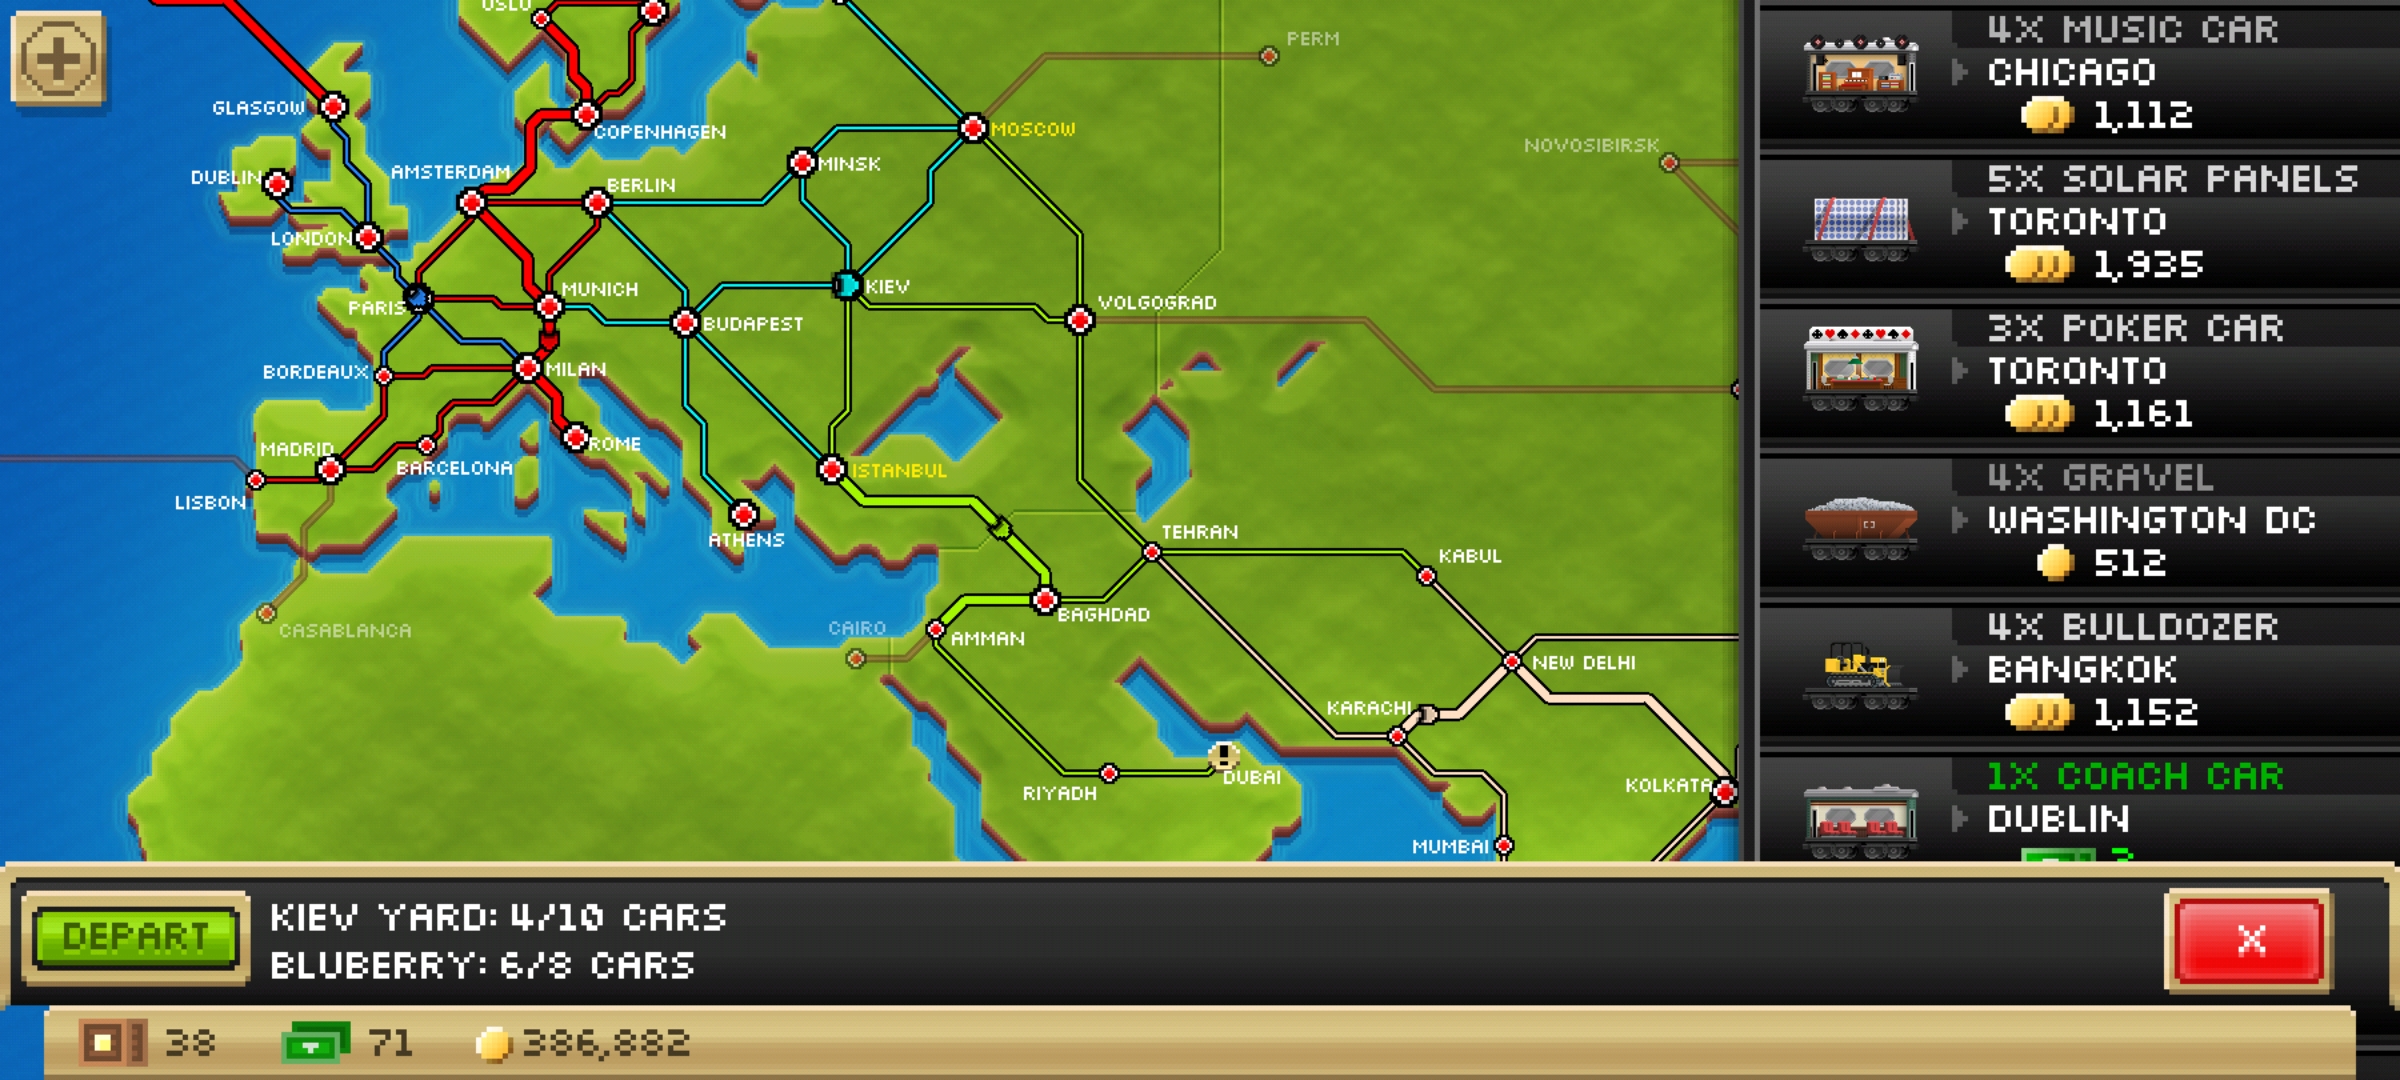 OSLO
PERM
GLASGOW
COPENHAGEN
MOSCOW
NOVOSIBIRSK
MINSK
DUBLIN
AMSTERDAM
BERLIN
LONDON
MUNICH
KIEV
PARIS
VOLGOGRAD
BUDAPEST
BORDEAUX
MILAN
MADRID
ROME
BARCELONA
ISTANBUL
LISBON
ATHENS
TEHRAN
KABUL
CASABLANCA
CAIRO
BAGHDAD
AMMAN
NEW DELHI
KARACHI
DUBAI
RIYADH
KOLKATA
MUMBAI
4X MUSIC CAR
CHICAGO
1,112
5X SOLAR PANELS
TORONTO
1,935
3X POKER CAR
TORONTO
1,161
4X GRAVEL
WASHINGTON DC
512
4X BULLDOZER
BANGKOK
1,152
1X COACH CAR
DUBLIN
DEPART
KIEV YARD: 4/10 CARS
BLUBERRY: 6/8 CARS
X
38 71 386,882